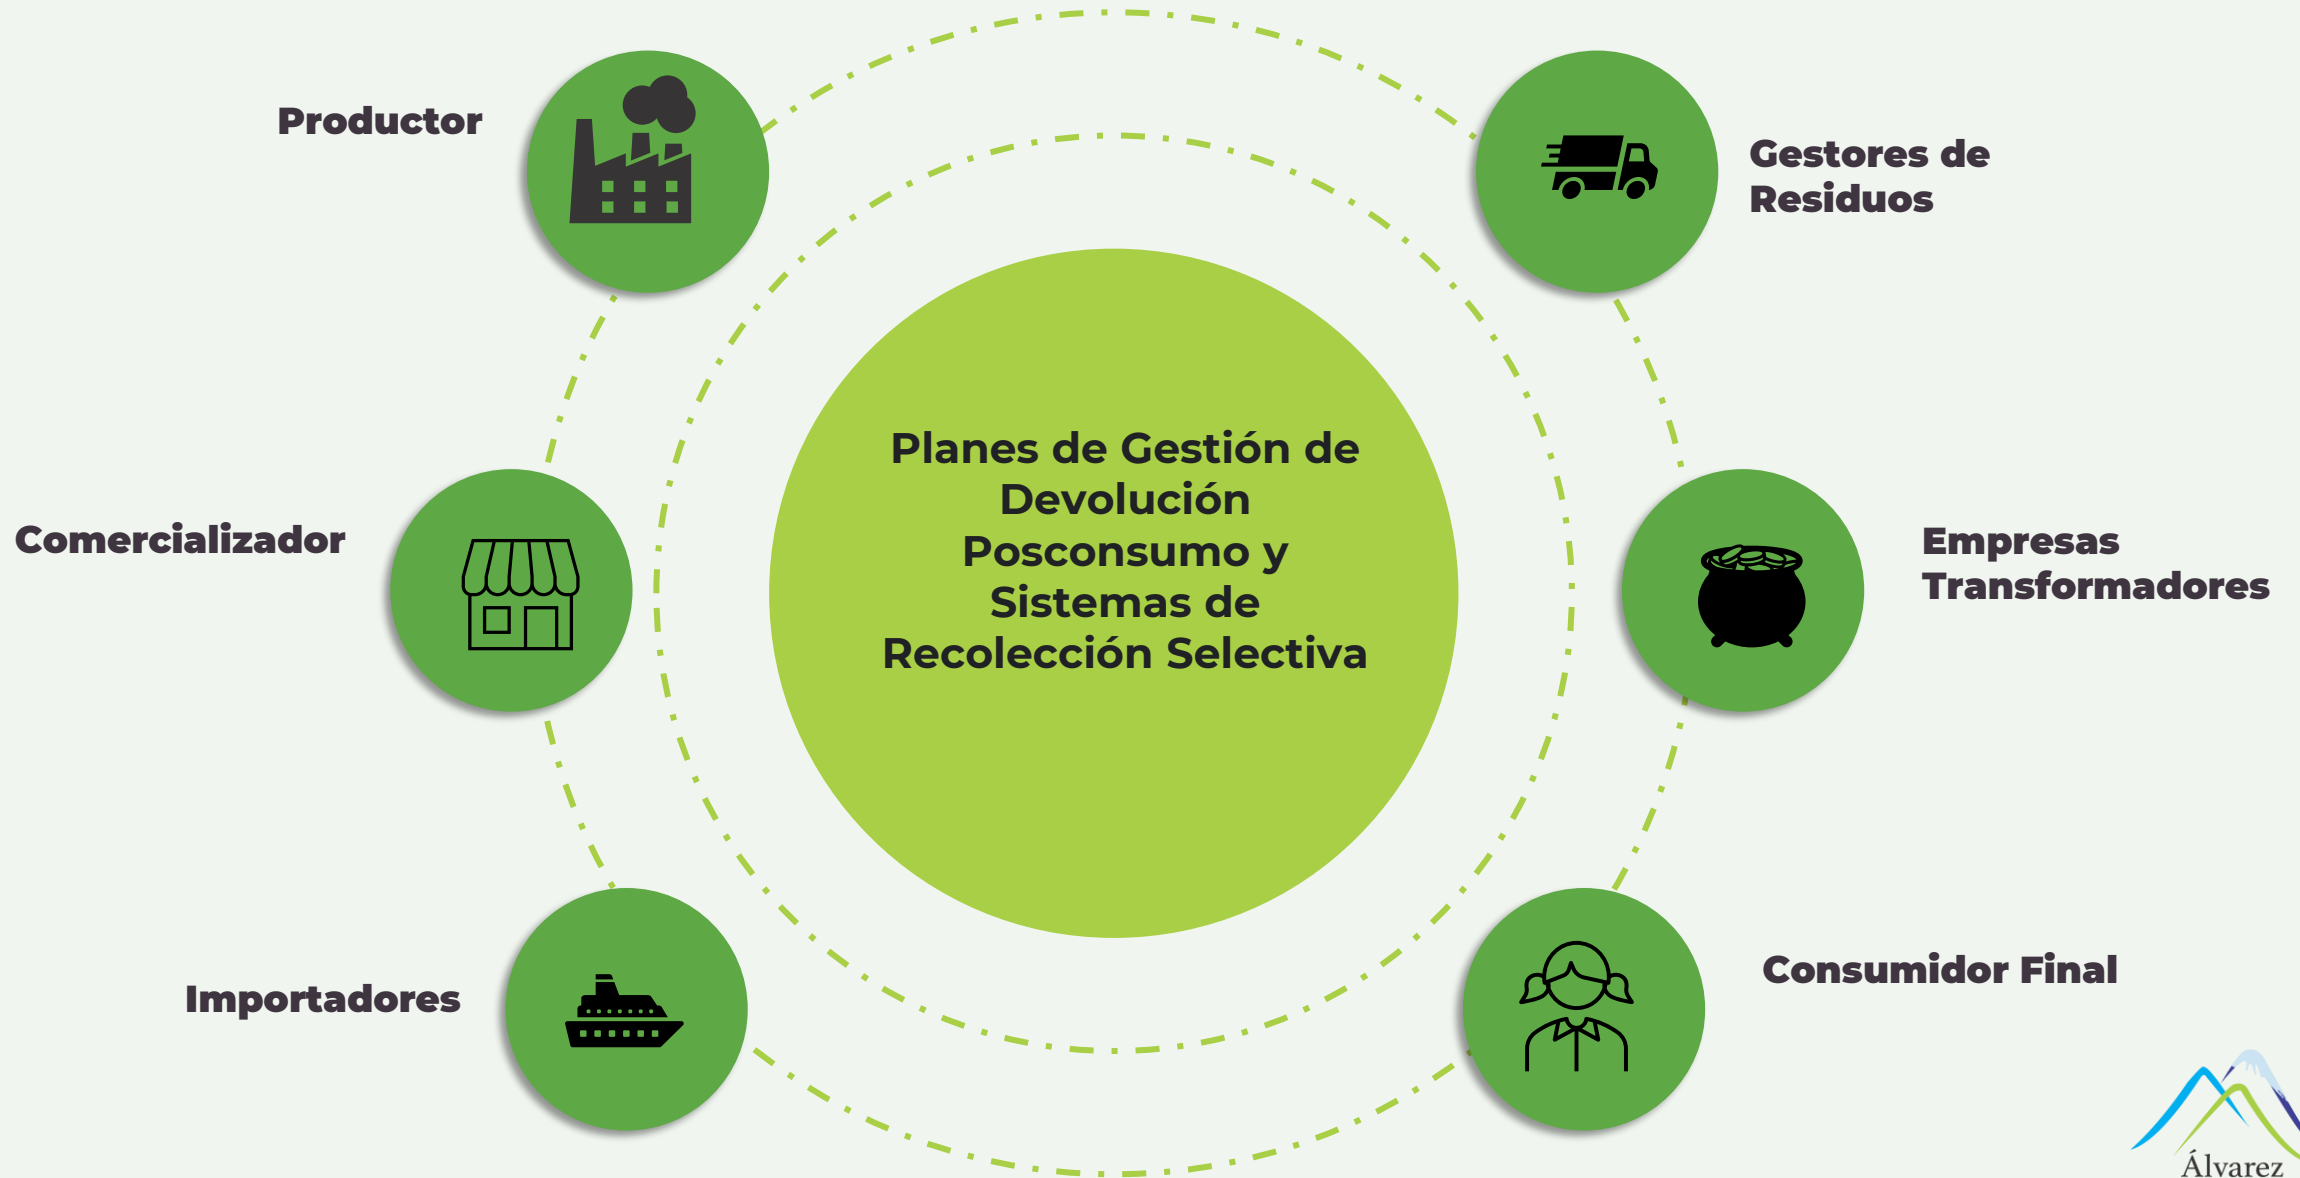 Productor
Gestores de
Residuos
Planes de Gestión de
Devolución
Posconsumo y
Sistemas de
Recolección Selectiva
Comercializador
Empresas
Transformadores
Importadores
Consumidor Final
Álvarez